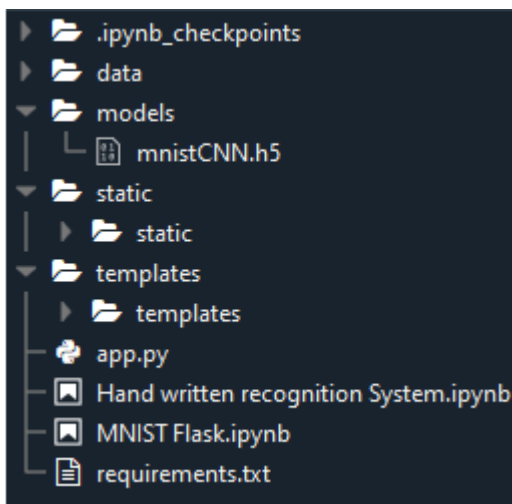 .ipynb_checkpoints
data
models
mnistCNN.h5
static
static
templates
templates
app.py
Hand written recognition System.ipynb
MNIST Flask.ipynb
requirements.txt